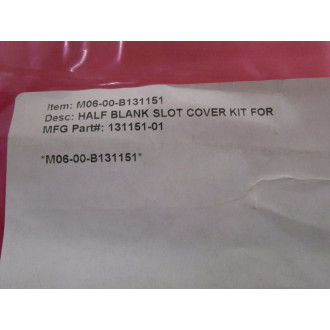 Item: M06-00-B131151
Desc: HALF BLANK SLOT COVER KIT FOR
MFG Part#: 131151-01
*M06-00-B131151*